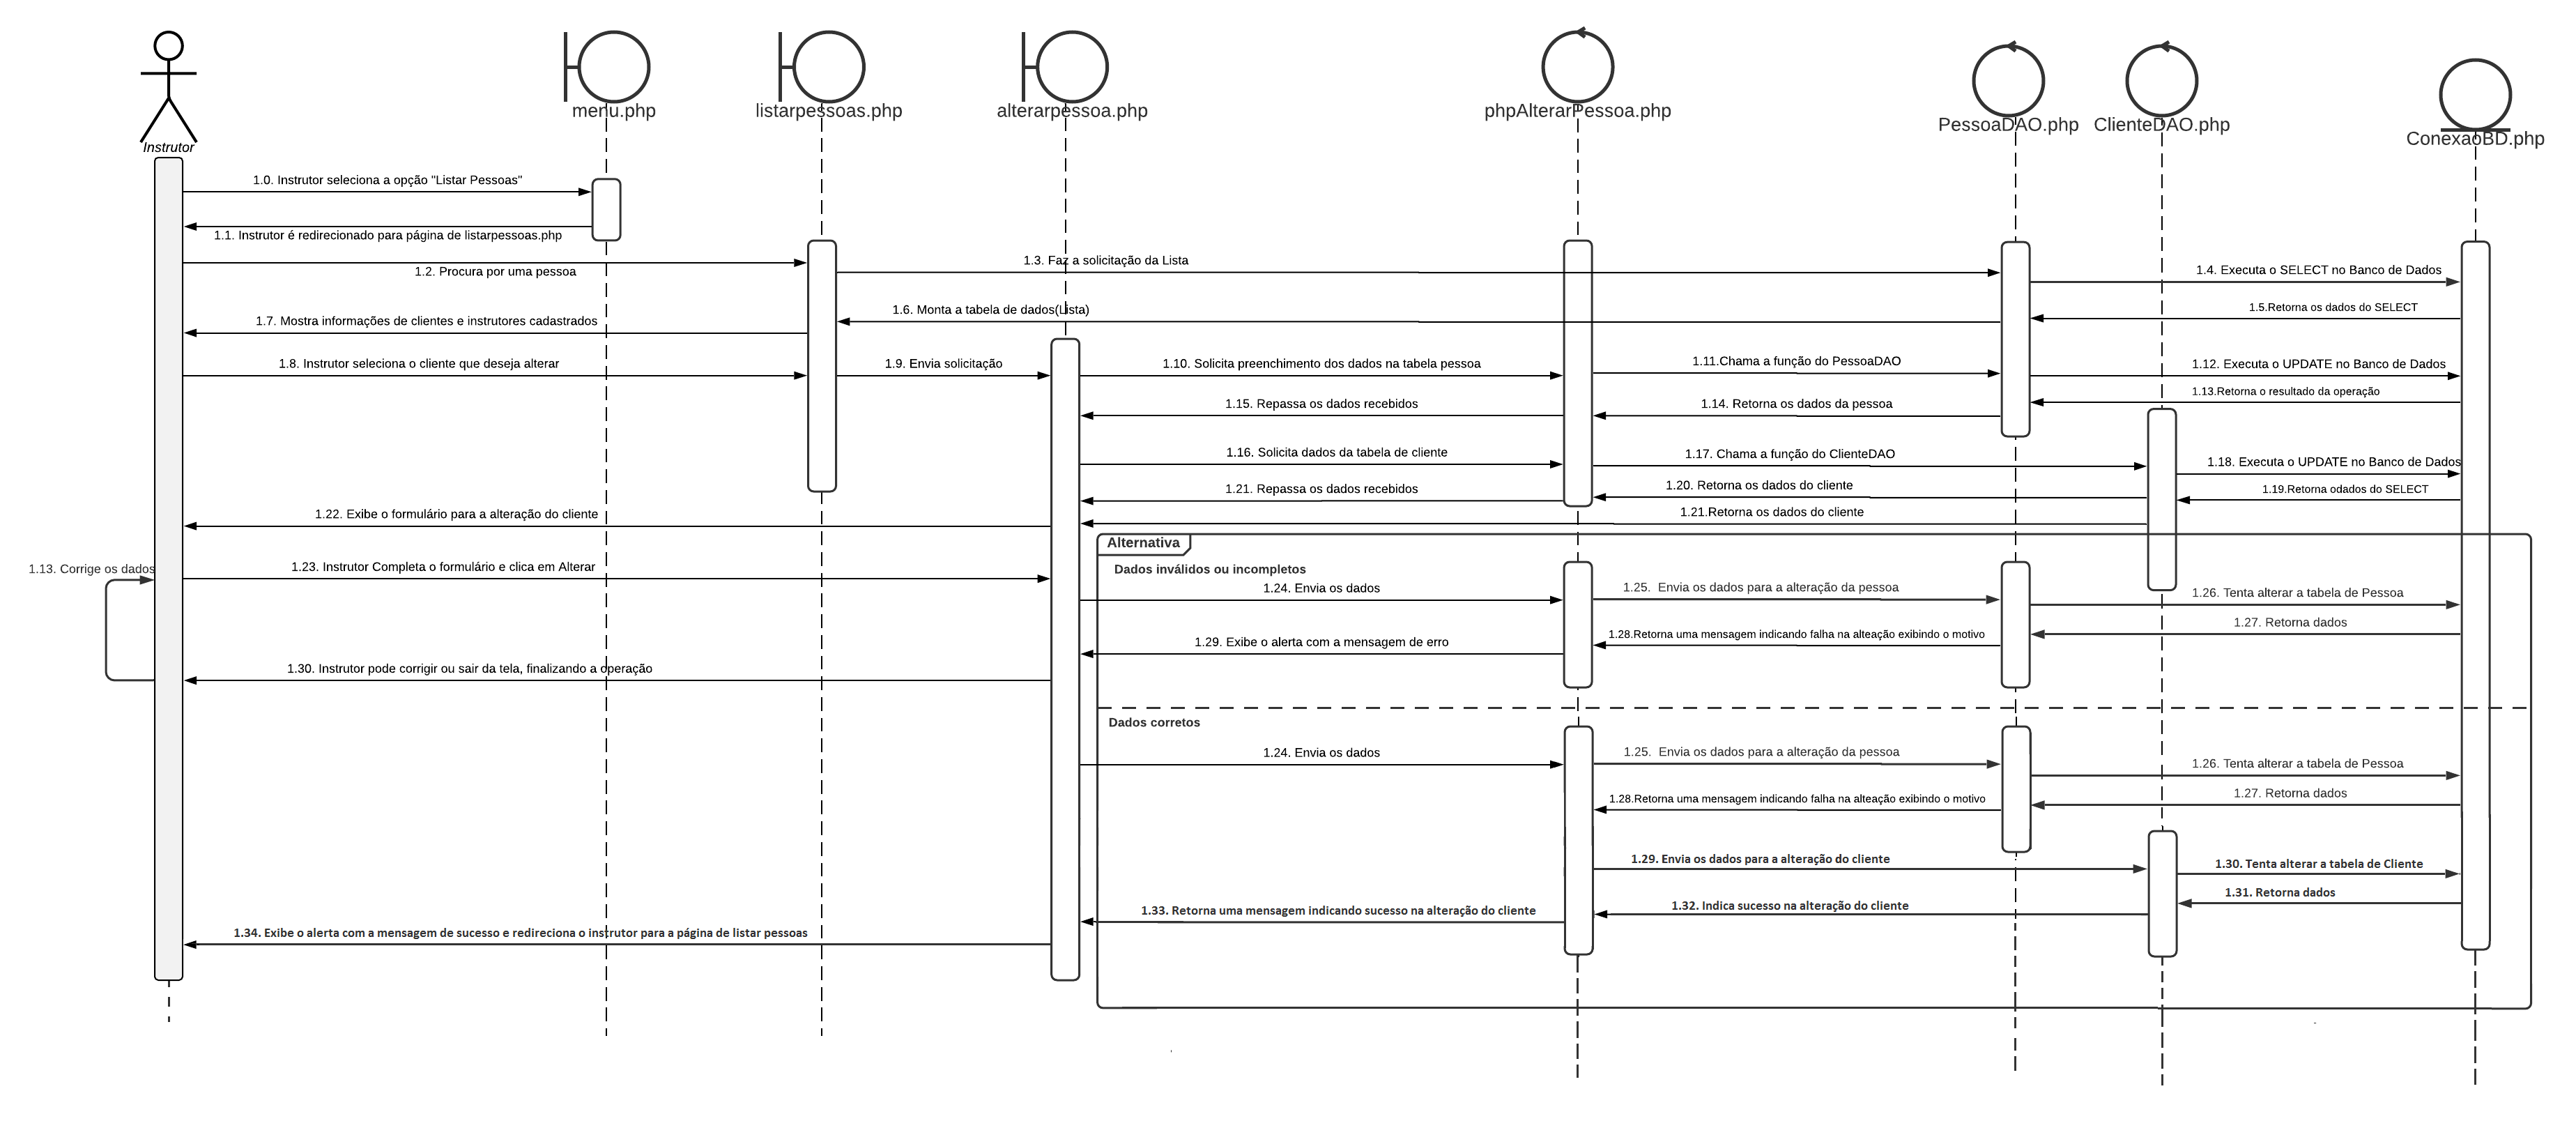 menu.php
listarpessoas.php
alterarpessoa.php
phpAlterarPessoa.php
PessoaDAO.php
ClienteDAO.php
ConexaoBD.php
Instrutor
1.0. Instrutor seleciona a opção "Listar Pessoas"
1.1. Instrutor é redirecionado para página de listarpessoas.php
1.2. Procura por uma pessoa
1.3. Faz a solicitação da Lista
1.4. Executa o SELECT no Banco de Dados
1.5.Retorna os dados do SELECT
1.6. Monta a tabela de dados(Lista)
1.7. Mostra informações de clientes e instrutores cadastrados
1.8. Instrutor seleciona o cliente que deseja alterar
1.9. Envia solicitação
1.10. Solicita preenchimento dos dados na tabela pessoa
1.11.Chama a função do PessoaDAO
1.12. Executa o UPDATE no Banco de Dados
1.13.Retorna o resultado da operação
1.14. Retorna os dados da pessoa
1.15. Repassa os dados recebidos
1.16. Solicita dados da tabela de cliente
1.17. Chama a função do ClienteDAO
1.18. Executa o UPDATE no Banco de Dados
1.19.Retorna odados do SELECT
1.20. Retorna os dados do cliente
1.21. Repassa os dados recebidos
1.21.Retorna os dados do cliente
1.22. Exibe o formulário para a alteração do cliente
Alternativa
Dados inválidos ou incompletos
1.13. Corrige os dados
1.23. Instrutor Completa o formulário e clica em Alterar
1.24. Envia os dados
1.25. Envia os dados para a alteração da pessoa
1.26. Tenta alterar a tabela de Pessoa
1.27. Retorna dados
1.28.Retorna uma mensagem indicando falha na alteação exibindo o motivo
1.29. Exibe o alerta com a mensagem de erro
1.30. Instrutor pode corrigir ou sair da tela, finalizando a operação
Dados corretos
1.24. Envia os dados
1.25. Envia os dados para a alteração da pessoa
1.26. Tenta alterar a tabela de Pessoa
1.27. Retorna dados
1.28.Retorna uma mensagem indicando falha na alteação exibindo o motivo
1.29. Envia os dados para a alteração do cliente
1.30. Tenta alterar a tabela de Cliente
1.31. Retorna dados
1.32. Indica sucesso na alteração do cliente
1.33. Retorna uma mensagem indicando sucesso na alteração do cliente
1.34. Exibe o alerta com a mensagem de sucesso e redireciona o instrutor para a página de listar pessoas